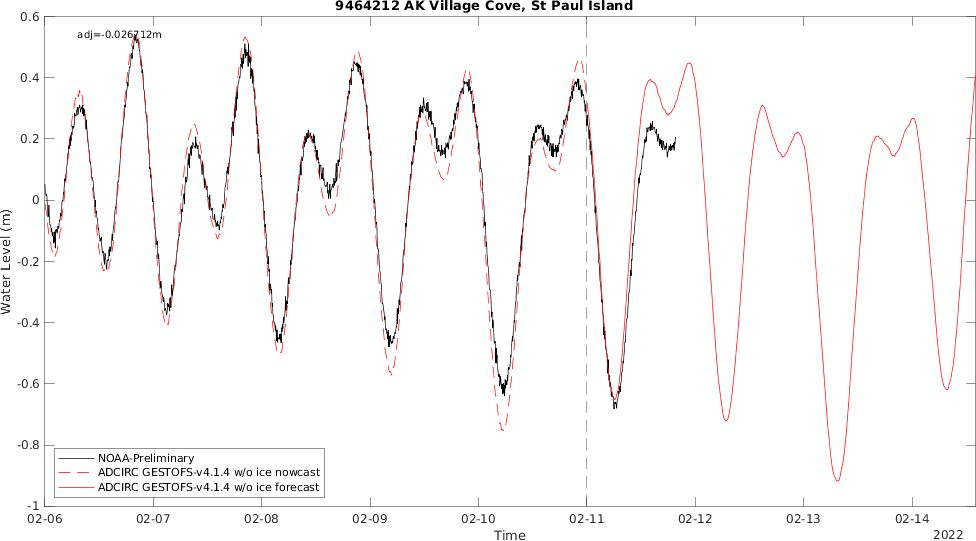 9464212 AK Village Cove, St Paul Island
adj=-0.026712m
0.6
0.4
0.2
0
-0.2
-0.4
-0.6
-0.8
-1
Water Level (m)
NOAA-Preliminary
ADCIRC GESTOFS-v4.1.4 w/o ice nowcast
ADCIRC GESTOFS-v4.1.4 w/o ice forecast
02-06 02-07 02-08 02-09 02-10 02-11 02-12 02-13 02-14
Time
2022